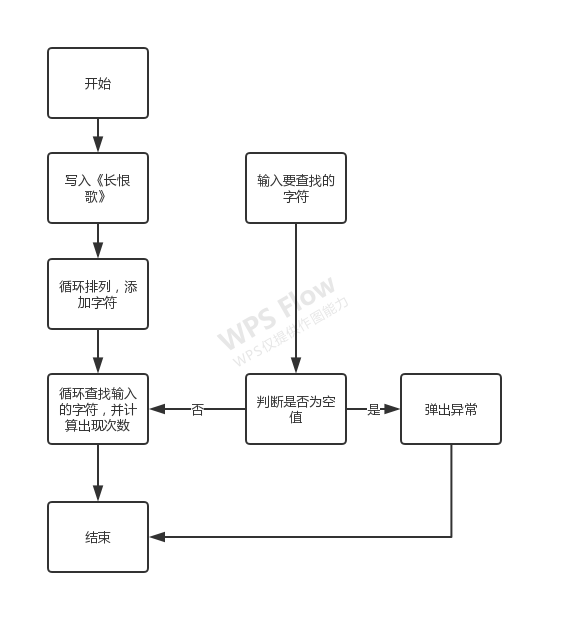 开始
写入《长恨
歌》
输入要查找的
字符
循环排列，添
加字符
WPS Flow
WPS仅提供作图能力
循环查找输入
的字符，并计
算出现次数
否
判断是否为空
值
是
弹出异常
结束